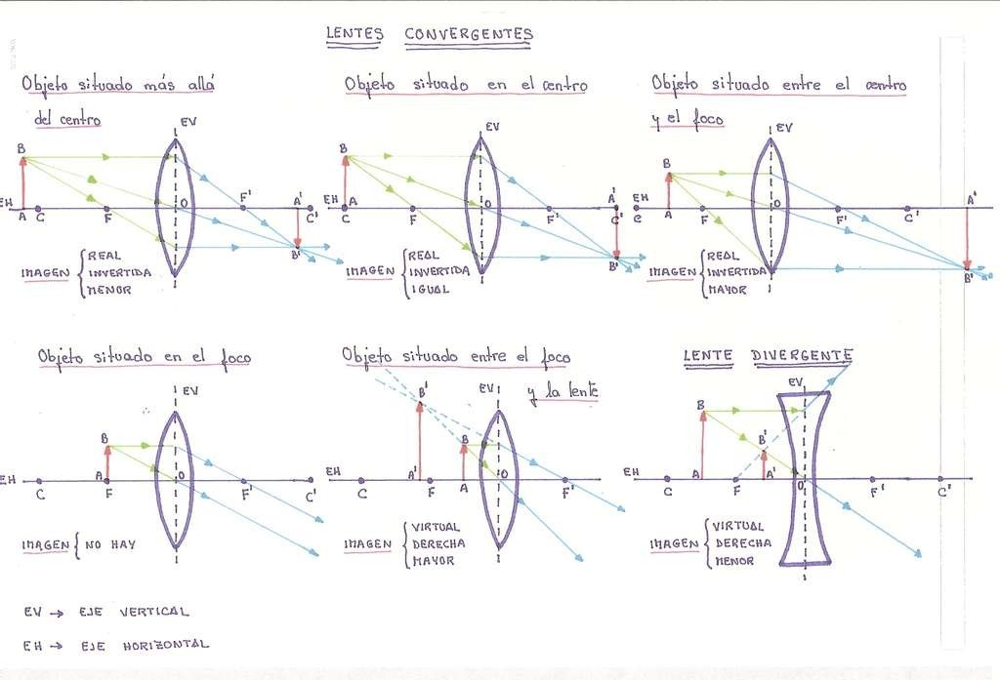 LENTES CONVERGENTES
Objeto situado más allá
del centro
EV
B
EH
A
C
F
O
F'
A'
C'
B'
IMAGEN
REAL
INVERTIDA
MENOR
Objeto situado en el centro
EV
B
EH
C
A
F
O
F'
A'
C'
B'
IMAGEN
REAL
INVERTIDA
IGUAL
Objeto situado entre el centro
y el foco
EV
B
EH
C
A
F
O
F'
C'
A'
B'
IMAGEN
REAL
INVERTIDA
MAYOR
Objeto situado en el foco
EV
B
EH
C
A
F
O
F'
C'
IMAGEN
NO HAY
Objeto situado entre el foco
y la lente
EV
B'
B
EH
C
A'
F
A
O
F'
IMAGEN
VIRTUAL
DERECHA
MAYOR
LENTE DIVERGENTE
EV
B
B'
EH
C
A
F
A'
O
F'
C'
IMAGEN
VIRTUAL
DERECHA
MENOR
EV → EJE VERTICAL
EH → EJE HORIZONTAL